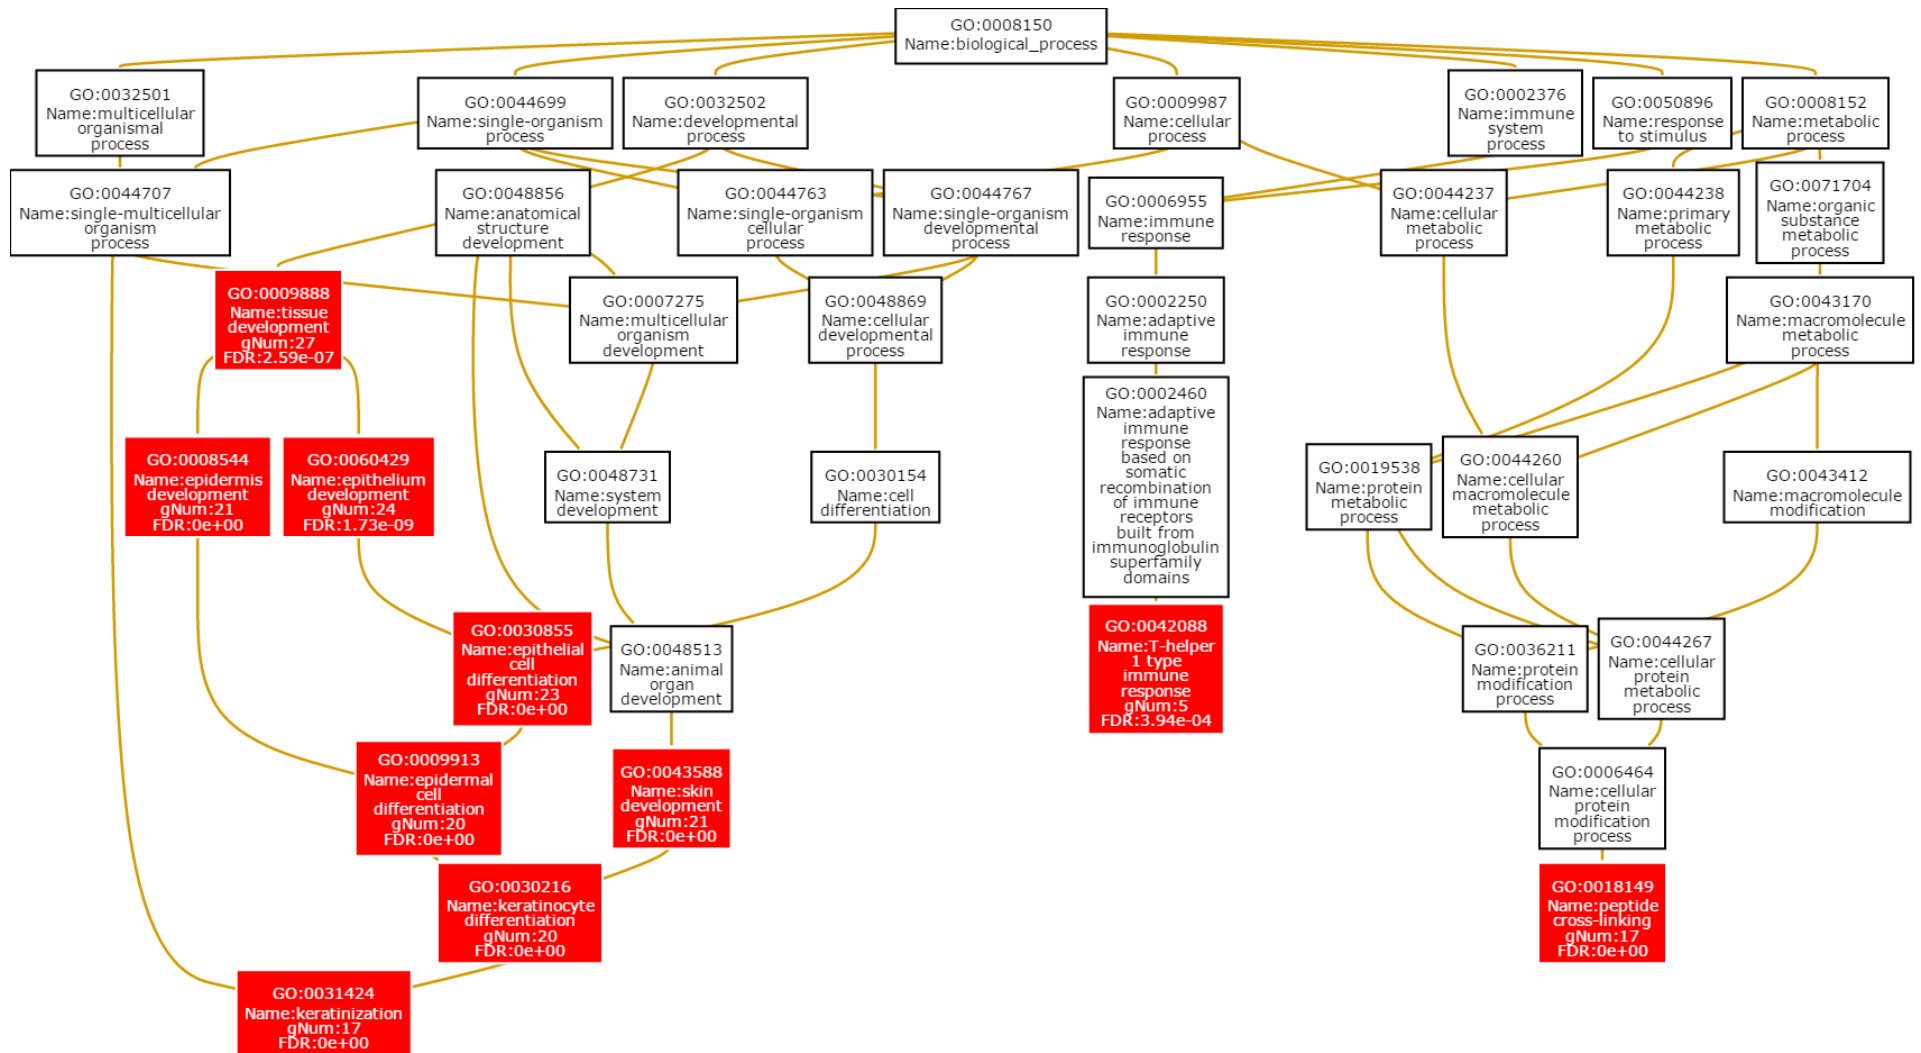 GO:0008150
Name:biological_process
GO:0032501
Name:multicellular
organismal
process
GO:0044699
Name:single-organism
process
GO:0032502
Name:developmental
process
GO:0009987
Name:cellular
process
GO:0002376
Name:immune
system
process
GO:0050896
Name:response
to stimulus
GO:0008152
Name:metabolic
process
GO:0044707
Name:single-multicellular
organism
process
GO:0048856
Name:anatomical
structure
development
GO:0044763
Name:single-organism
cellular
process
GO:0044767
Name:single-organism
developmental
process
GO:0006955
Name:immune
response
GO:0044237
Name:cellular
metabolic
process
GO:0044238
Name:primary
metabolic
process
GO:0071704
Name:organic
substance
metabolic
process
GO:0009888
Name:tissue
development
gNum:27
FDR:2.59e-07
GO:0007275
Name:multicellular
organism
development
GO:0048869
Name:cellular
developmental
process
GO:0002250
Name:adaptive
immune
response
GO:0043170
Name:macromolecule
metabolic
process
GO:0008544
Name:epidermis
development
gNum:21
FDR:0e+00
GO:0060429
Name:epithelium
development
gNum:24
FDR:1.73e-09
GO:0048731
Name:system
development
GO:0030154
Name:cell
differentiation
GO:0002460
Name:adaptive
immune
response
based on
somatic
recombination
of immune
receptors
built from
immunoglobulin
superfamily
domains
GO:0019538
Name:protein
metabolic
process
GO:0044260
Name:cellular
macromolecule
metabolic
process
GO:0043412
Name:macromolecule
modification
GO:0030855
Name:epithelial
cell
differentiation
gNum:23
FDR:0e+00
GO:0048513
Name:animal
organ
development
GO:0042088
Name:T-helper
1 type
immune
response
gNum:5
FDR:3.94e-04
GO:0036211
Name:protein
modification
process
GO:0044267
Name:cellular
protein
metabolic
process
GO:0009913
Name:epidermal
cell
differentiation
gNum:20
FDR:0e+00
GO:0043588
Name:skin
development
gNum:21
FDR:0e+00
GO:0006464
Name:cellular
protein
modification
process
GO:0030216
Name:keratinocyte
differentiation
gNum:20
FDR:0e+00
GO:0018149
Name:peptide
cross-linking
gNum:17
FDR:0e+00
GO:0031424
Name:keratinization
gNum:17
FDR:0e+00